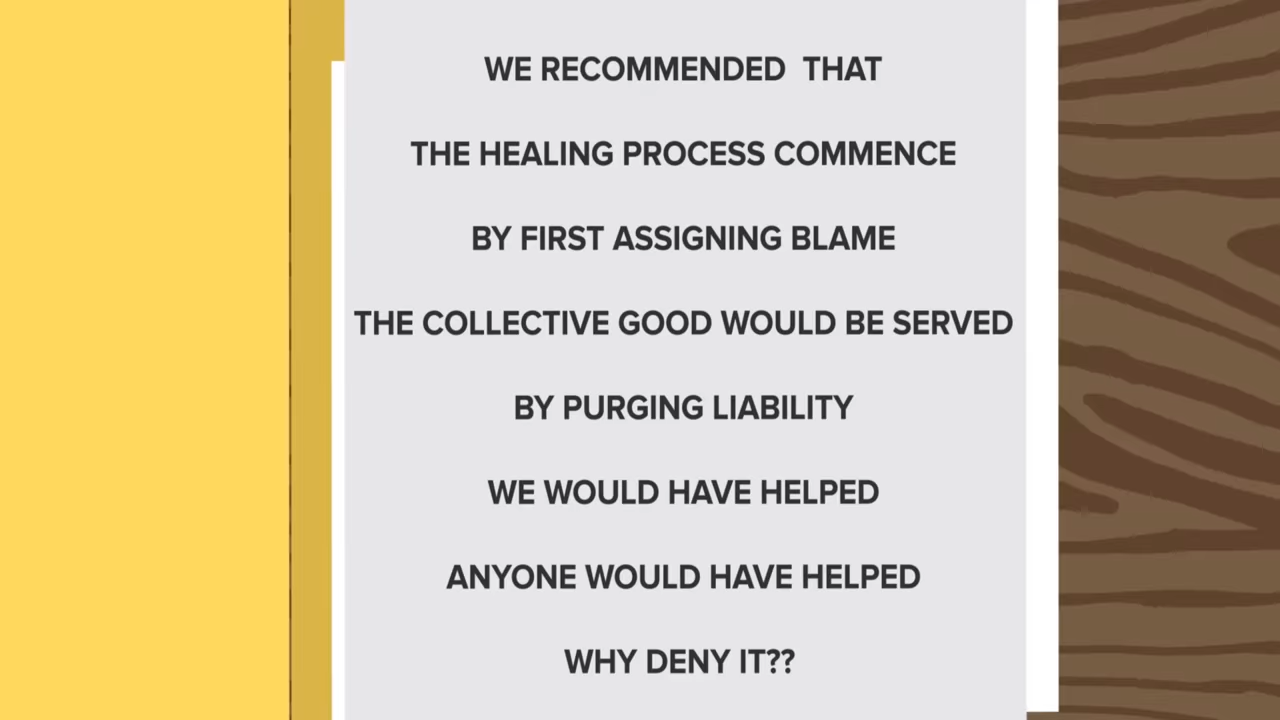 WE RECOMMENDED  THAT
THE HEALING PROCESS COMMENCE
BY FIRST ASSIGNING BLAME
THE COLLECTIVE GOOD WOULD BE SERVED
BY PURGING LIABILITY
WE WOULD HAVE HELPED
ANYONE WOULD HAVE HELPED
WHY DENY IT??